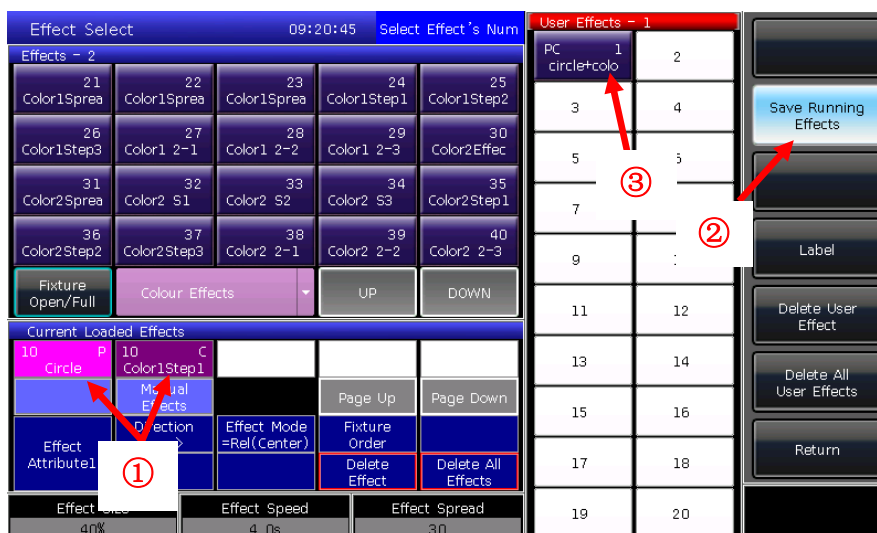 Effect Select 09:20:45 Select Effect's Num
Effects - 2
21 22 23 24 25
Color1Sprea Color1Sprea Color1Sprea Color1Step1 Color1Step2
26 27 28 29 30
Color1Step3 Color1 2-1 Color1 2-2 Color1 2-3 Color2Effec
31 32 33 34 35
Color2Sprea Color2 S1 Color2 S2 Color2 S3 Color2Step1
36 37 38 39 40
Color2Step2 Color2Step3 Color2 2-1 Color2 2-2 Color2 2-3
Fixture
Open/Full
Colour Effects
UP
DOWN
Current Loaded Effects
10 P 10 C
Circle Color1Step1
Manual
Effects
Page Up
Page Down
Effect
Attribute1
Direction
Effect Mode
=Rel(Center)
Fixture
Order
Delete
Effect
Delete All
Effects
①
Effect Size Effect Speed Effect Spread
40% 4.0s 30
User Effects - 1
PC 1
circle+colo
2
3 4
5
7
9
11 12
13 14
15 16
17 18
19 20
③
Save Running
Effects
②
Label
Delete User
Effect
Delete All
User Effects
Return